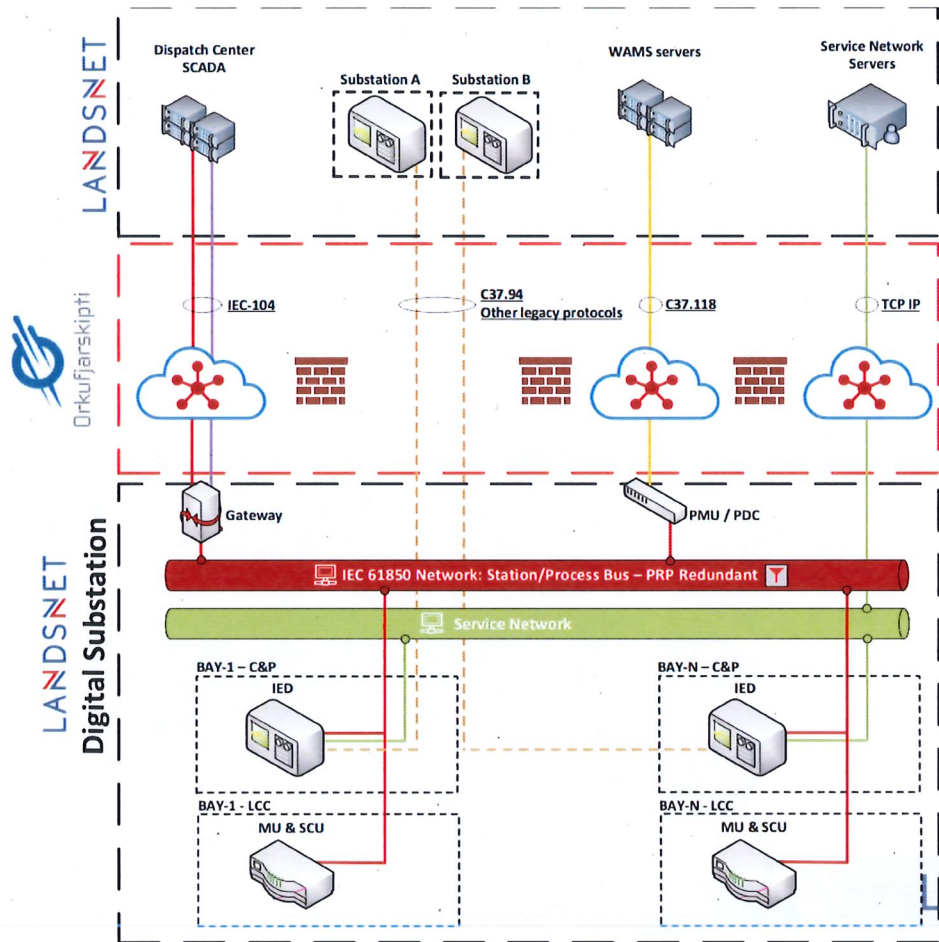 LANDSNET
Dispatch Center
SCADA
Substation A
Substation B
WAMS servers
Service Network
Servers
Orkufjarskipti
IEC-104
C37.94
Other legacy protocols
C37.118
TCP IP
LANDSNET
Digital Substation
Gateway
PMU / PDC
IEC 61850 Network: Station/Process Bus – PRP Redundant
Service Network
BAY-1 – C&P
IED
BAY-N – C&P
IED
BAY-1 - LCC
MU & SCU
BAY-N - LCC
MU & SCU
L